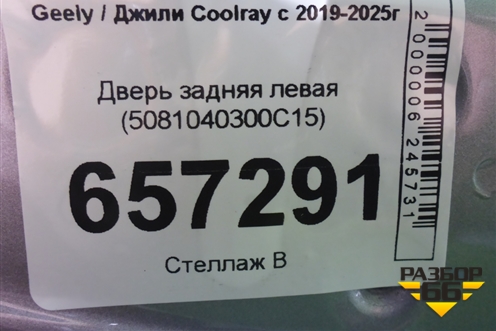 Geely / Джили Coolray с 2019-2025г
Дверь задняя левая
(5081040300C15)
657291
Стеллаж В
2000006245731
РАЗБОР
66